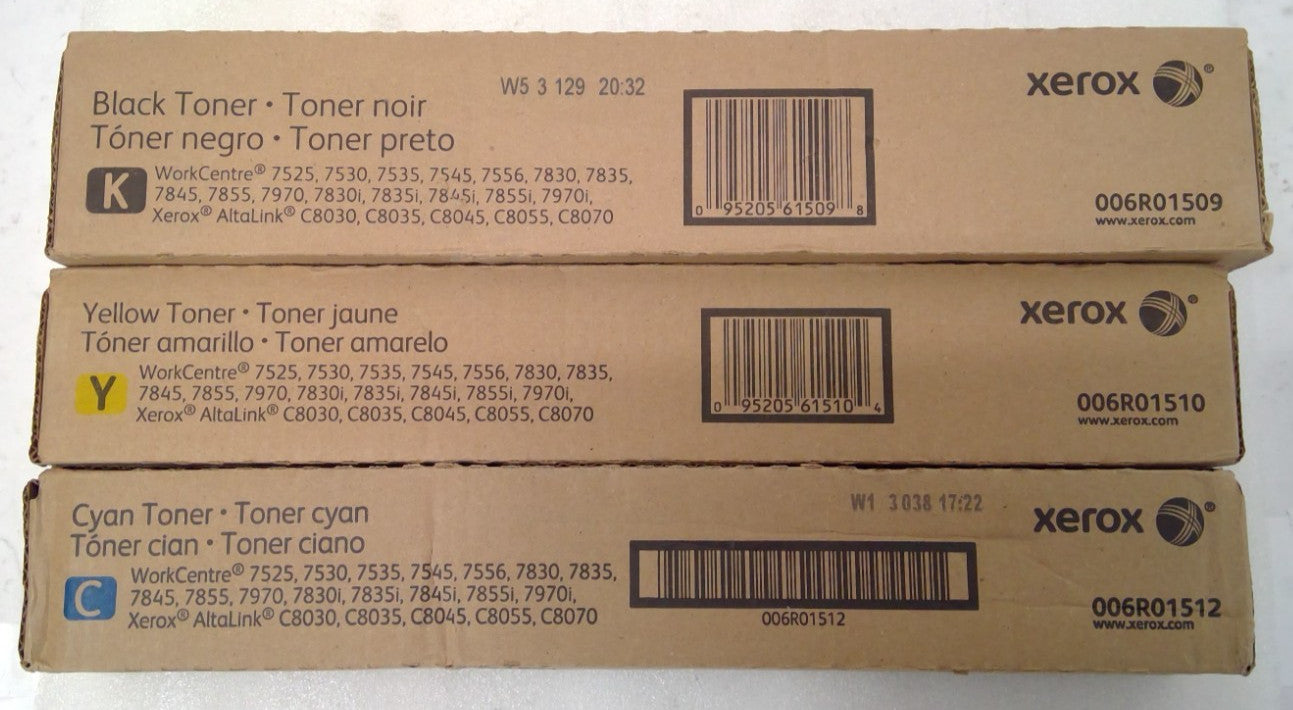 W5 3 129 20:32
xerox ®
Black Toner • Toner noir
Tóner negro • Toner preto
K
WorkCentre® 7525, 7530, 7535, 7545, 7556, 7830, 7835,
7845, 7855, 7970, 7830i, 7835i, 7845i, 7855i, 7970i,
Xerox® AltaLink® C8030, C8035, C8045, C8055, C8070
0 95205 61509 8
006R01509
www.xerox.com
xerox ®
Yellow Toner • Toner jaune
Tóner amarillo • Toner amarelo
Y
WorkCentre® 7525, 7530, 7535, 7545, 7556, 7830, 7835,
7845, 7855, 7970, 7830i, 7835i, 7845i, 7855i, 7970i,
Xerox® AltaLink® C8030, C8035, C8045, C8055, C8070
0 95205 61510 4
006R01510
www.xerox.com
W1 3 038 17:22
xerox ®
Cyan Toner • Toner cyan
Tóner cian • Toner ciano
C
WorkCentre® 7525, 7530, 7535, 7545, 7556, 7830, 7835,
7845, 7855, 7970, 7830i, 7835i, 7845i, 7855i, 7970i,
Xerox® AltaLink® C8030, C8035, C8045, C8055, C8070
006R01512
006R01512
www.xerox.com